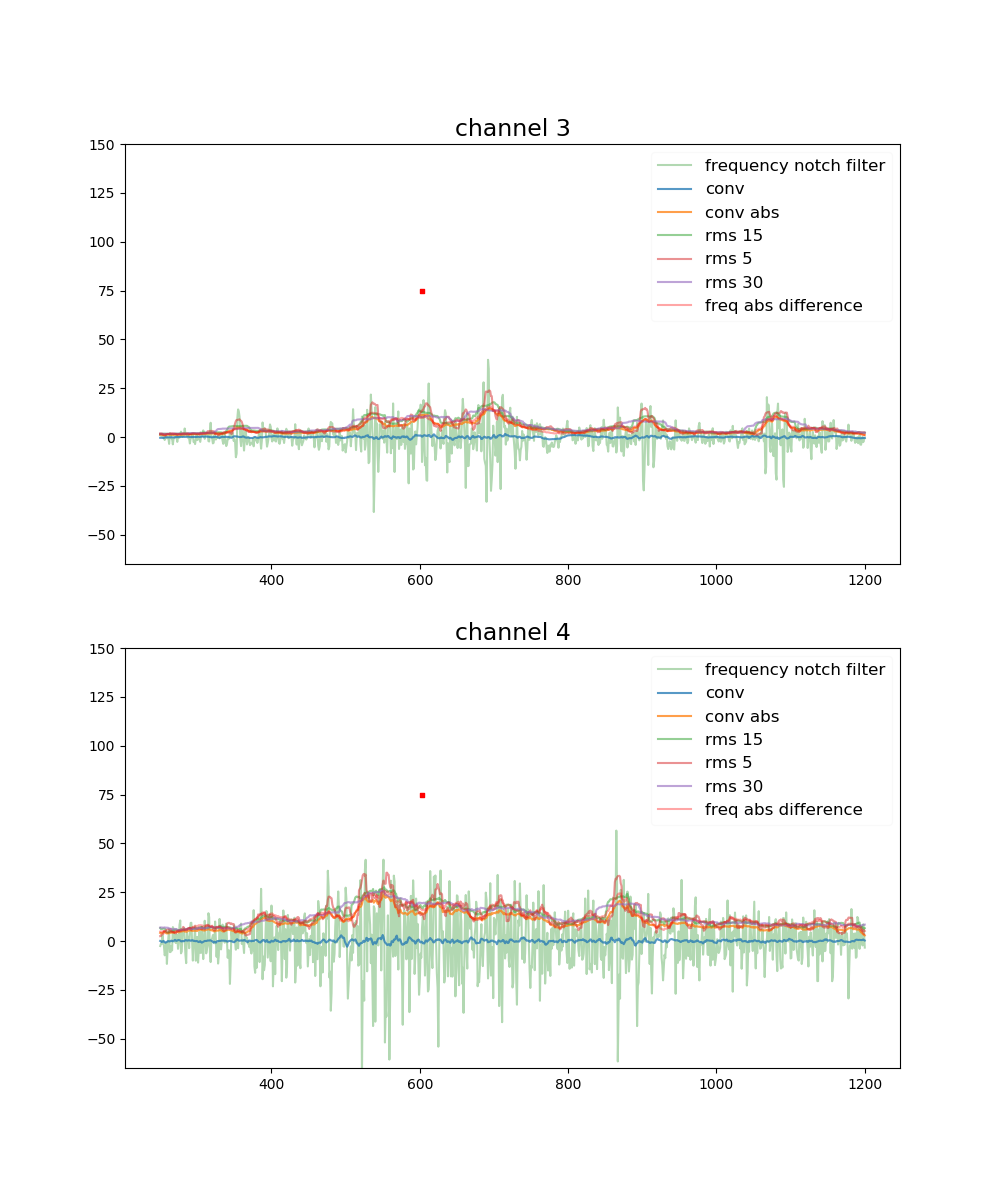 channel 3
150
125
100
75
50
25
0
−25
−50
400 600 800 1000 1200
frequency notch filter
conv
conv abs
rms 15
rms 5
rms 30
freq abs difference
channel 4
150
125
100
75
50
25
0
−25
−50
400 600 800 1000 1200
frequency notch filter
conv
conv abs
rms 15
rms 5
rms 30
freq abs difference